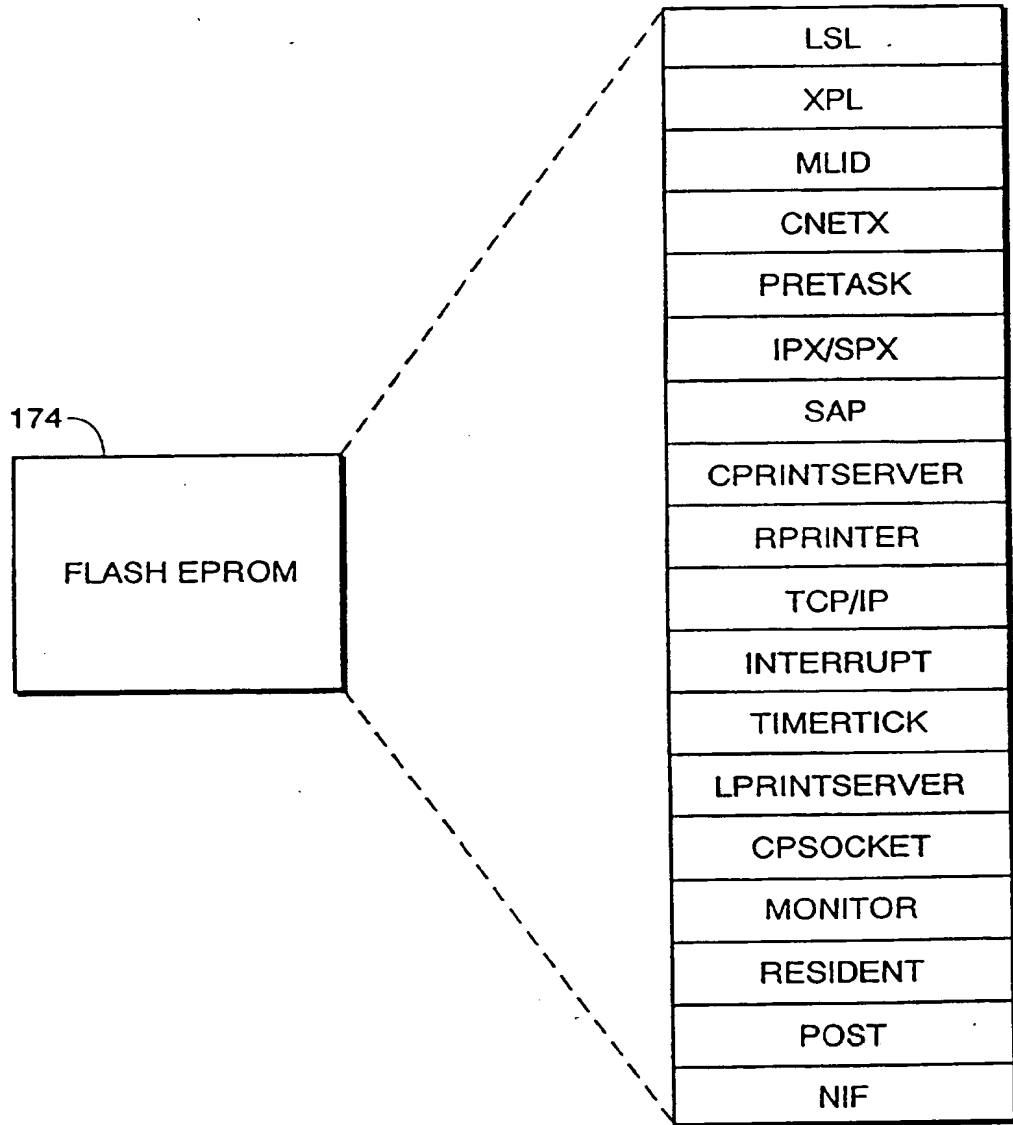 LSL
XPL
MLID
CNETX
PRETASK
IPX/SPX
SAP
CPRINTSERVER
RPRINTER
TCP/IP
INTERRUPT
TIMERTICK
LPRINTSERVER
CPSOCKET
MONITOR
RESIDENT
POST
NIF
174
FLASH EPROM